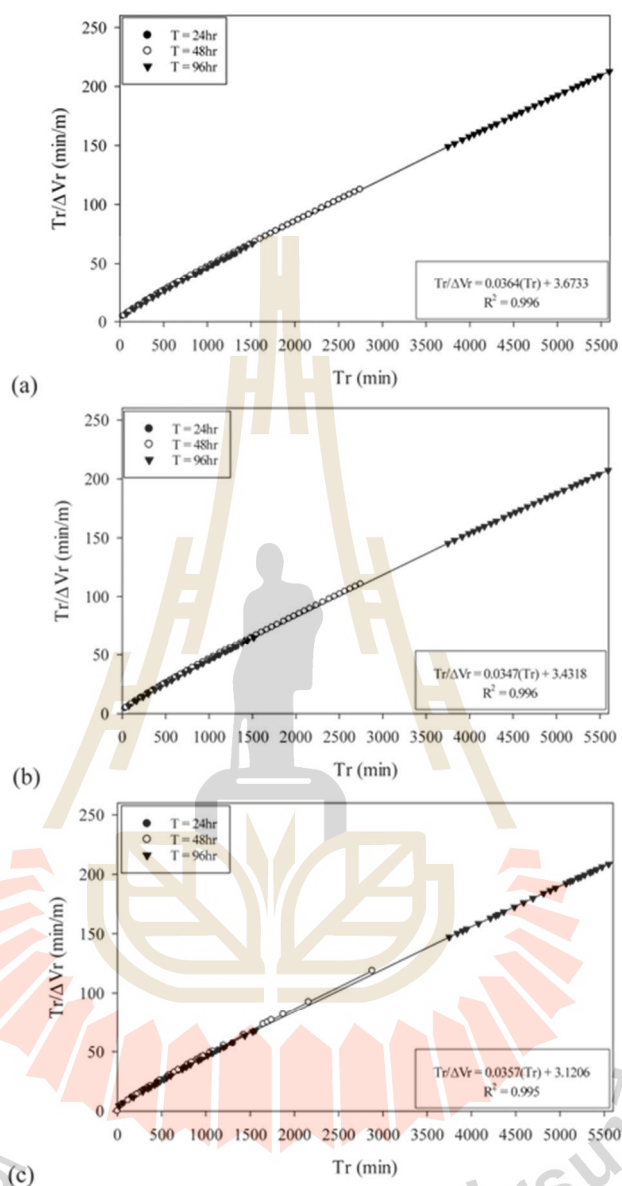 250
200
150
100
50
0
Tr/ΔVr (min/m)
T = 24hr
T = 48hr
T = 96hr
Tr/ΔVr = 0.0364(Tr) + 3.6733
R² = 0.996
0 500 1000 1500 2000 2500 3000 3500 4000 4500 5000 5500
Tr (min)
(a)
250
200
150
100
50
0
Tr/ΔVr (min/m)
T = 24hr
T = 48hr
T = 96hr
Tr/ΔVr = 0.0347(Tr) + 3.4318
R² = 0.996
0 500 1000 1500 2000 2500 3000 3500 4000 4500 5000 5500
Tr (min)
(b)
250
200
150
100
50
0
Tr/ΔVr (min/m)
T = 24hr
T = 48hr
T = 96hr
Tr/ΔVr = 0.0357(Tr) + 3.1206
R² = 0.995
0 500 1000 1500 2000 2500 3000 3500 4000 4500 5000 5500
Tr (min)
(c)